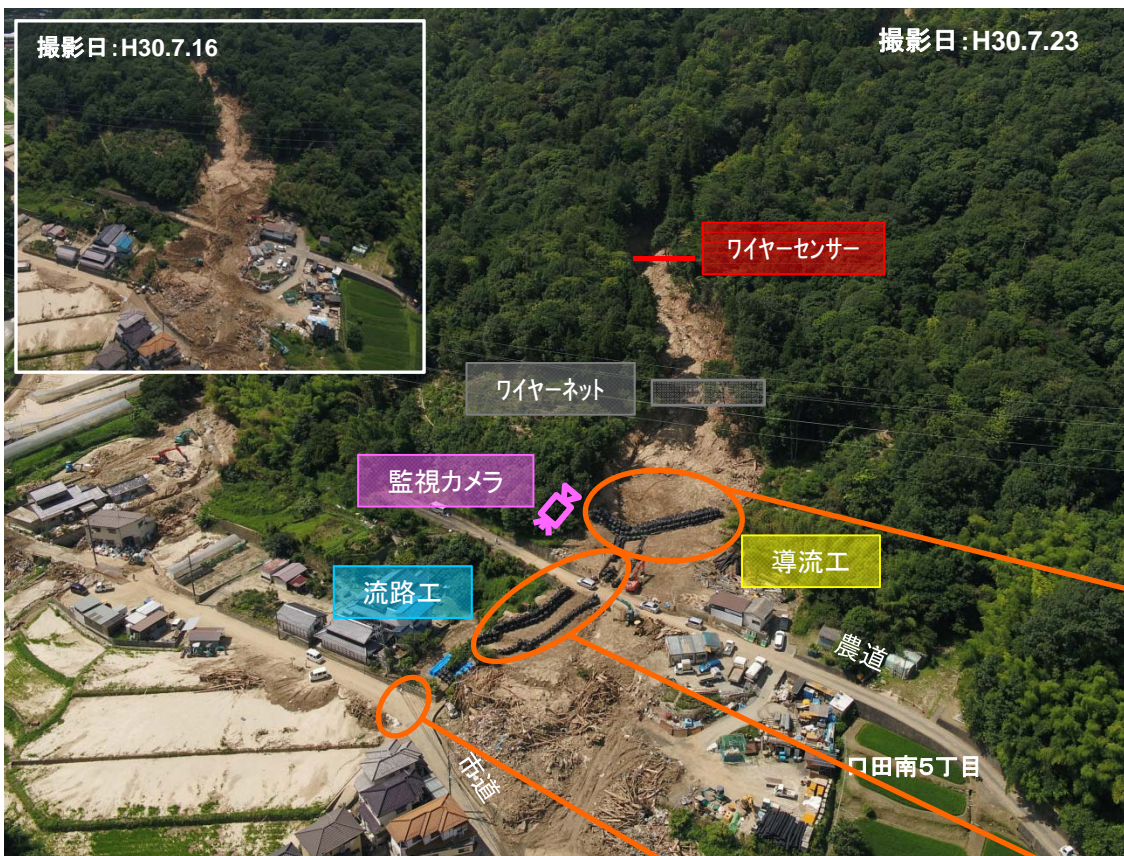 撮影日:H30.7.16
撮影日:H30.7.23
ワイヤーセンサー
ワイヤーネット
監視カメラ
導流工
流路工
農道
口田南5丁目
市道